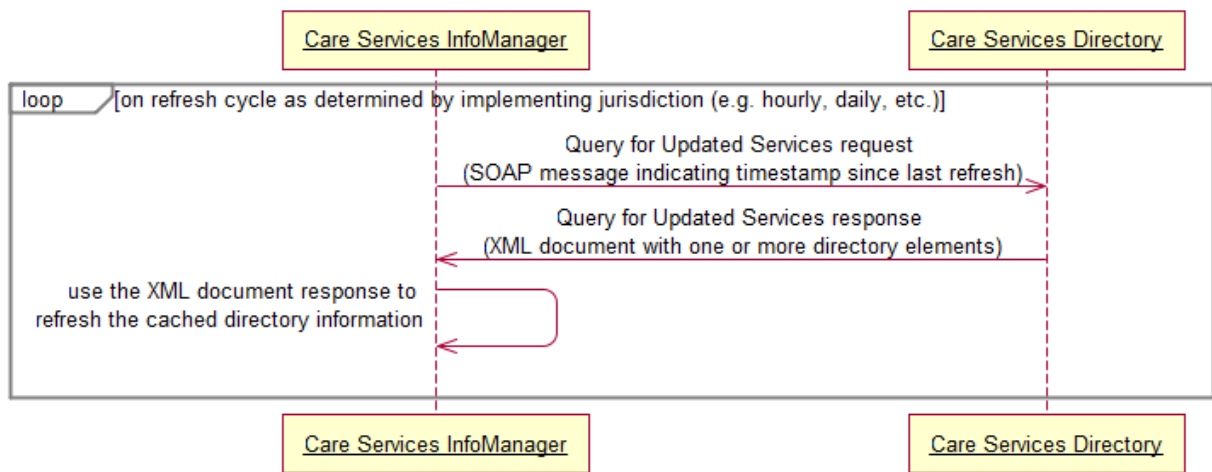 Care Services InfoManager
Care Services Directory
loop
[on refresh cycle as determined by implementing jurisdiction (e.g. hourly, daily, etc.)]
Query for Updated Services request
(SOAP message indicating timestamp since last refresh)
Query for Updated Services response
(XML document with one or more directory elements)
use the XML document response to
refresh the cached directory information
Care Services InfoManager
Care Services Directory